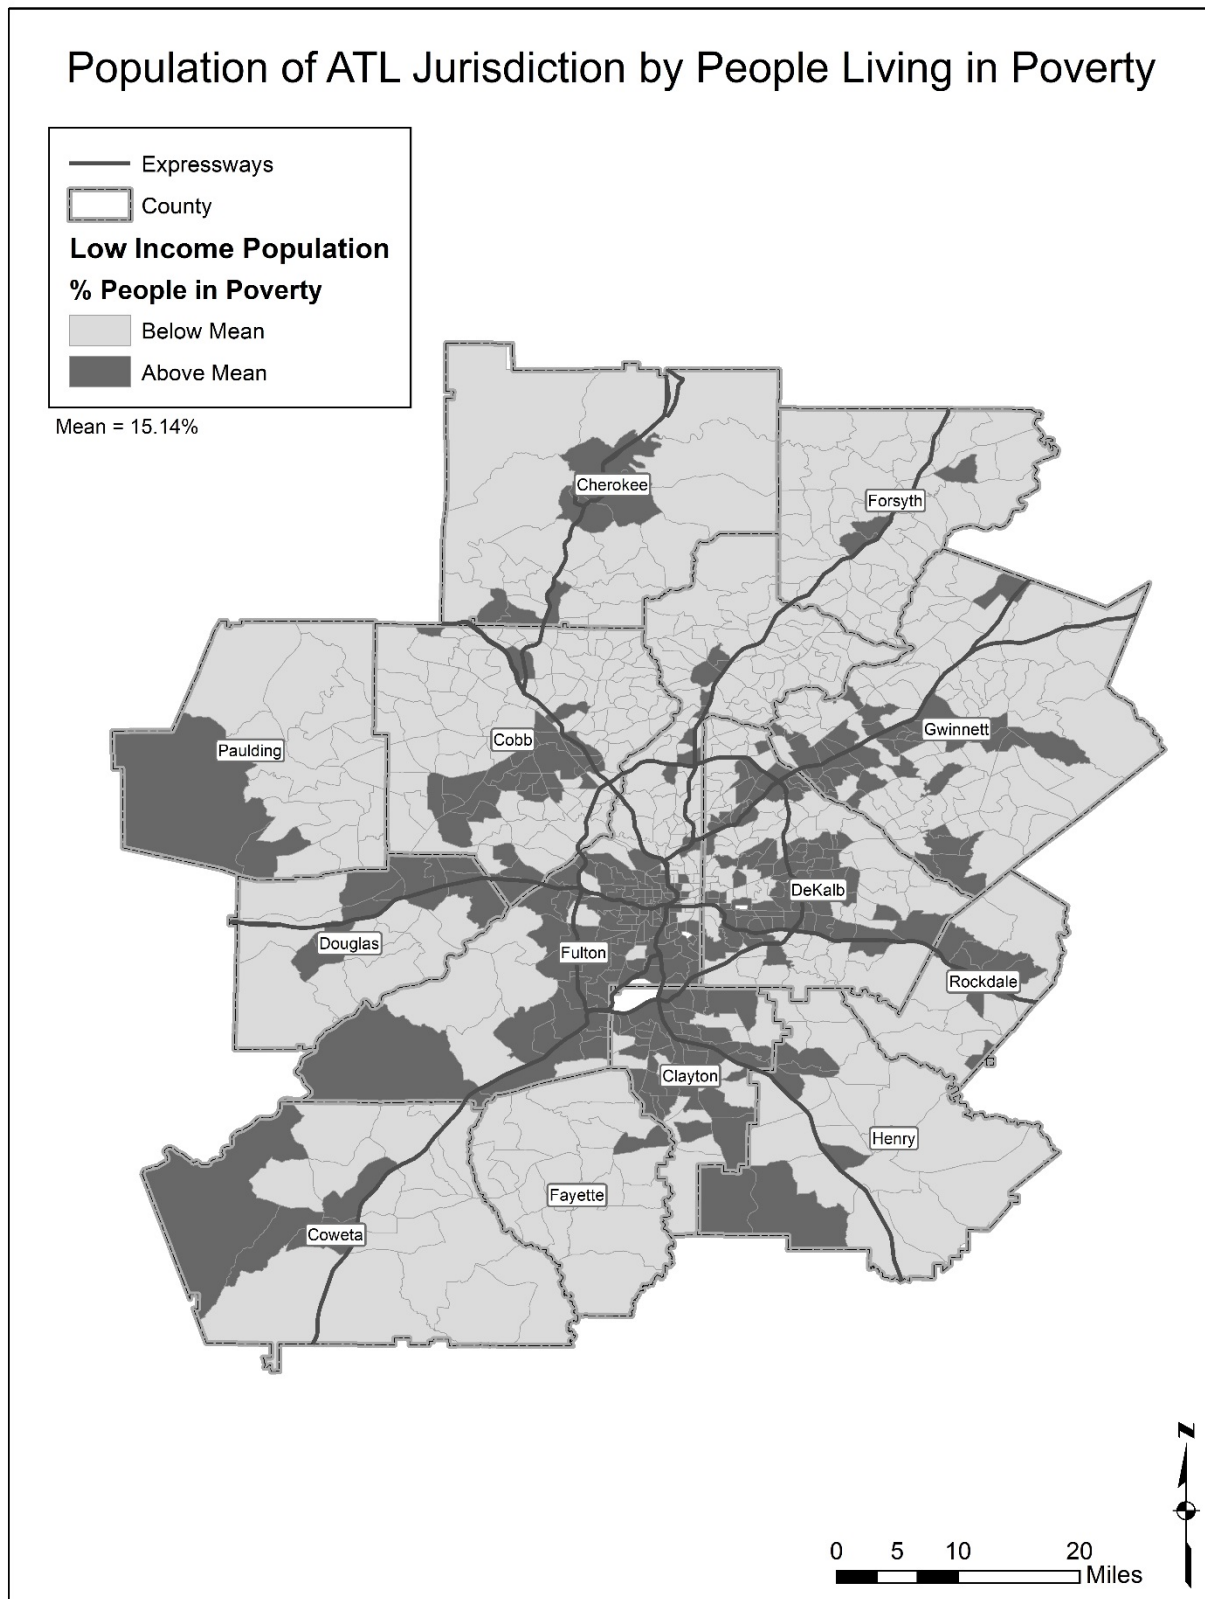 Population of ATL Jurisdiction by People Living in Poverty
Expressways
County
Low Income Population
% People in Poverty
Below Mean
Above Mean
Mean = 15.14%
Cherokee
Forsyth
Gwinnett
Cobb
Paulding
DeKalb
Douglas
Fulton
Rockdale
Clayton
Henry
Fayette
Coweta
N
0 5 10 20
Miles